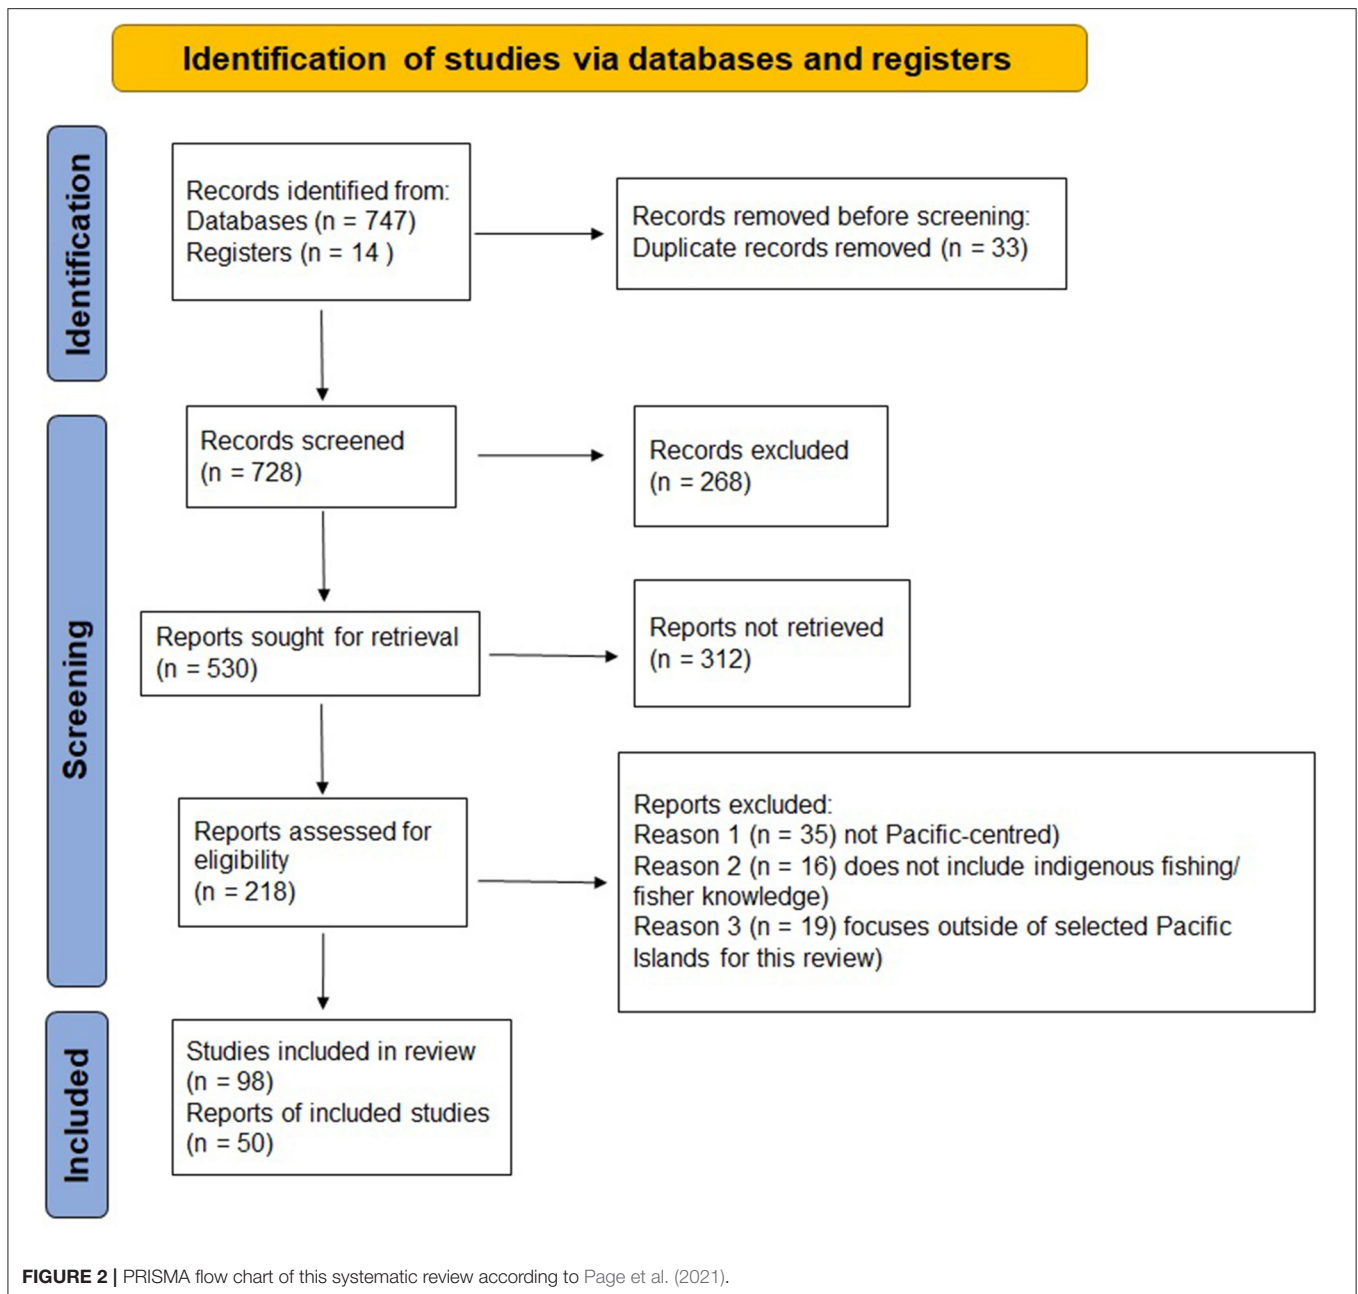 Identification of studies via databases and registers
Identification
Records identified from:
Databases (n = 747)
Registers (n = 14 )
Records removed before screening:
Duplicate records removed (n = 33)
Screening
Records screened
(n = 728)
Records excluded
(n = 268)
Reports sought for retrieval
(n = 530)
Reports not retrieved
(n = 312)
Reports assessed for
eligibility
(n = 218)
Reports excluded:
Reason 1 (n = 35) not Pacific-centred)
Reason 2 (n = 16) does not include indigenous fishing/
fisher knowledge)
Reason 3 (n = 19) focuses outside of selected Pacific
Islands for this review)
Included
Studies included in review
(n = 98)
Reports of included studies
(n = 50)
FIGURE 2 | PRISMA flow chart of this systematic review according to Page et al. (2021).